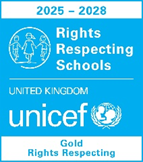 2025 – 2028
Rights
Respecting
Schools
UNITED KINGDOM
unicef
Gold
Rights Respecting